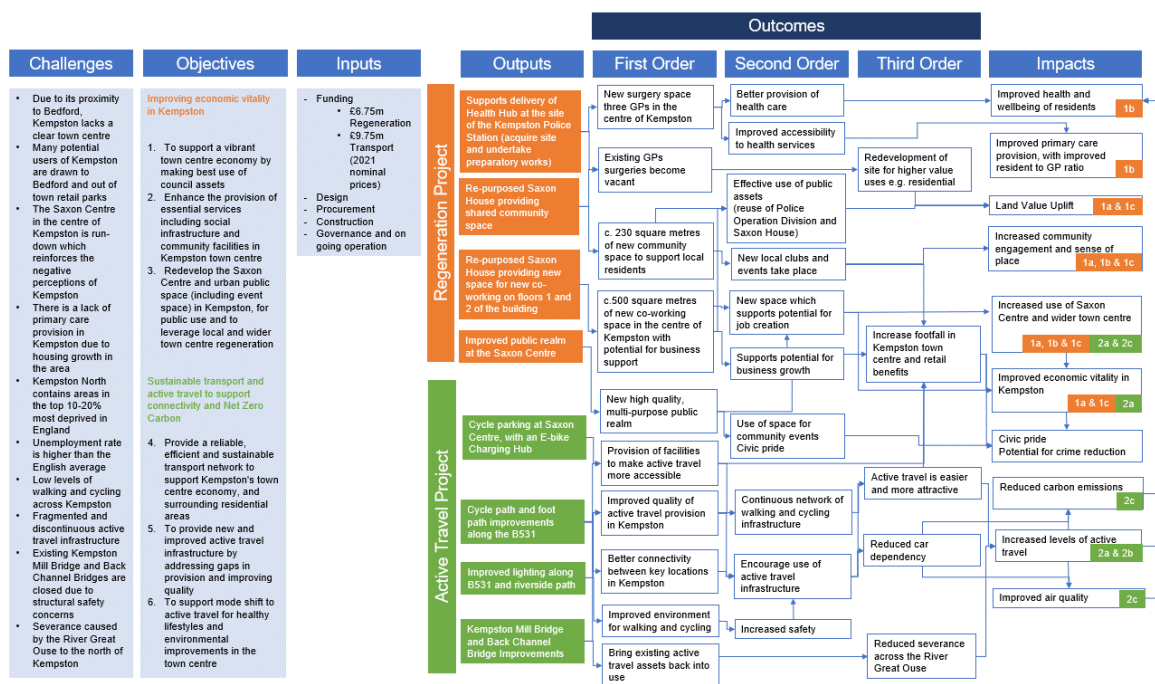 Outcomes
Challenges
Objectives
Inputs
Outputs
First Order
Second Order
Third Order
Impacts
• Due to its proximity
to Bedford,
Kempston lacks a
clear town centre
• Many potential
users of Kempston
are drawn to
Bedford and out of
town retail parks
• The Saxon Centre
in the centre of
Kempston is run-
down which
reinforces the
negative
perceptions of
Kempston
• There is a lack of
primary care
provision in
Kempston due to
housing growth in
the area
• Kempston North
contains areas in
the top 10-20%
most deprived in
England
• Unemployment rate
is higher than the
English average
• Low levels of
walking and cycling
across Kempston
• Fragmented and
discontinuous active
travel infrastructure
• Existing Kempston
Mill Bridge and Back
Channel Bridges are
closed due to
structural safety
concerns
• Severance caused
by the River Great
Ouse to the north of
Kempston
Improving economic vitality
in Kempston
1. To support a vibrant
town centre economy by
making best use of
council assets
2. Enhance the provision of
essential services
including social
infrastructure and
community facilities in
Kempston town centre
3. Redevelop the Saxon
Centre and urban public
space (including event
space) in Kempston, for
public use and to
leverage local and wider
town centre regeneration
Sustainable transport and
active travel to support
connectivity and Net Zero
Carbon
4. Provide a reliable,
efficient and sustainable
transport network to
support Kempston's town
centre economy, and
surrounding residential
areas
5. To provide new and
improved active travel
infrastructure by
addressing gaps in
provision and improving
quality
6. To support mode shift to
active travel for healthy
lifestyles and
environmental
improvements in the
town centre
- Funding
• £6.75m
Regeneration
• £9.75m
Transport
(2021
nominal
prices)
- Design
- Procurement
- Construction
- Governance and on
going operation
Regeneration Project
Active Travel Project
Supports delivery of
Health Hub at the site
of the Kempston Police
Station (acquire site
and undertake
preparatory works)
Re-purposed Saxon
House providing
shared community
space
Re-purposed Saxon
House providing new
space for new co-
working on floors 1 and
2 of the building
Improved public realm
at the Saxon Centre
Cycle parking at Saxon
Centre, with an E-bike
Charging Hub
Cycle path and foot
path improvements
along the B531
Improved lighting along
B531 and riverside path
Kempston Mill Bridge
and Back Channel
Bridge Improvements
New surgery space
three GPs in the
centre of Kempston
Existing GPs
surgeries become
vacant
c. 230 square metres
of new community
space to support local
residents
c.500 square metres
of new co-working
space in the centre of
Kempston with
potential for business
support
New high quality,
multi-purpose public
realm
Provision of facilities
to make active travel
more accessible
Improved quality of
active travel provision
in Kempston
Better connectivity
between key locations
in Kempston
Improved environment
for walking and cycling
Bring existing active
travel assets back into
use
Better provision of
health care
Improved accessibility
to health services
Effective use of public
assets
(reuse of Police
Operation Division and
Saxon House)
New local clubs and
events take place
New space which
supports potential for
job creation
Supports potential for
business growth
Use of space for
community events
Civic pride
Continuous network of
walking and cycling
infrastructure
Encourage use of
active travel
infrastructure
Increased safety
Redevelopment of
site for higher value
uses e.g. residential
Increase footfall in
Kempston town
centre and retail
benefits
Active travel is easier
and more attractive
Reduced car
dependency
Reduced severance
across the River
Great Ouse
Improved health and
wellbeing of residents
1b
Improved primary care
provision, with improved
resident to GP ratio
1b
Land Value Uplift
1a & 1c
Increased community
engagement and sense of
place
1a, 1b & 1c
Increased use of Saxon
Centre and wider town centre
1a, 1b & 1c
2a & 2c
Improved economic vitality in
Kempston
1a & 1c
2a
Civic pride
Potential for crime reduction
Reduced carbon emissions
2c
Increased levels of active
travel
2a & 2b
Improved air quality
2c